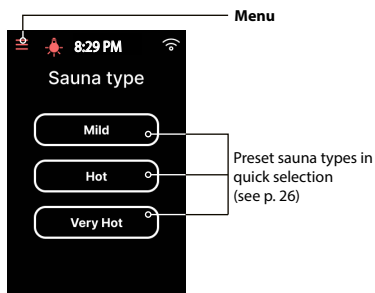 Menu
8:29 PM
Sauna type
Mild
Hot
Very Hot
Preset sauna types in
quick selection
(see p. 26)